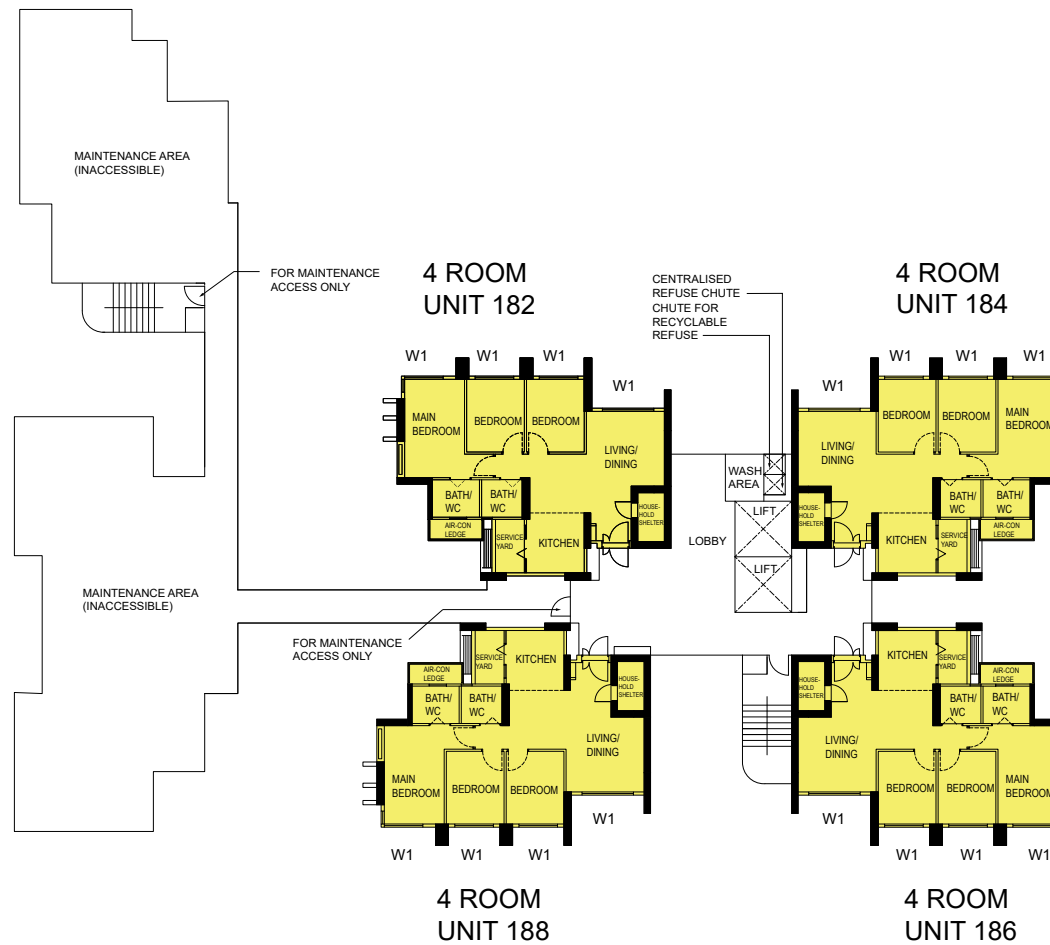 MAINTENANCE AREA
(INACCESSIBLE)
FOR MAINTENANCE
ACCESS ONLY
4 ROOM
UNIT 182
CENTRALISED
REFUSE CHUTE
CHUTE FOR
RECYCLABLE
REFUSE
4 ROOM
UNIT 184
W1
W1
W1
W1
MAIN
BEDROOM
BEDROOM
BEDROOM
LIVING/
DINING
BATH/
WC
BATH/
WC
AIR-CON
LEDGE
SERVICE
YARD
KITCHEN
HOUSE-
HOLD
SHELTER
WASH
AREA
LIFT
LOBBY
LIFT
W1
W1
W1
W1
BEDROOM
BEDROOM
MAIN
BEDROOM
LIVING/
DINING
HOUSE-
HOLD
SHELTER
BATH/
WC
BATH/
WC
KITCHEN
SERVICE
YARD
AIR-CON
LEDGE
MAINTENANCE AREA
(INACCESSIBLE)
FOR MAINTENANCE
ACCESS ONLY
SERVICE
YARD
KITCHEN
AIR-CON
LEDGE
BATH/
WC
BATH/
WC
HOUSE-
HOLD
SHELTER
LIVING/
DINING
MAIN
BEDROOM
BEDROOM
BEDROOM
W1
W1
W1
W1
4 ROOM
UNIT 188
KITCHEN
SERVICE
YARD
AIR-CON
LEDGE
HOUSE-
HOLD
SHELTER
BATH/
WC
BATH/
WC
LIVING/
DINING
BEDROOM
BEDROOM
MAIN
BEDROOM
W1
W1
W1
W1
4 ROOM
UNIT 186